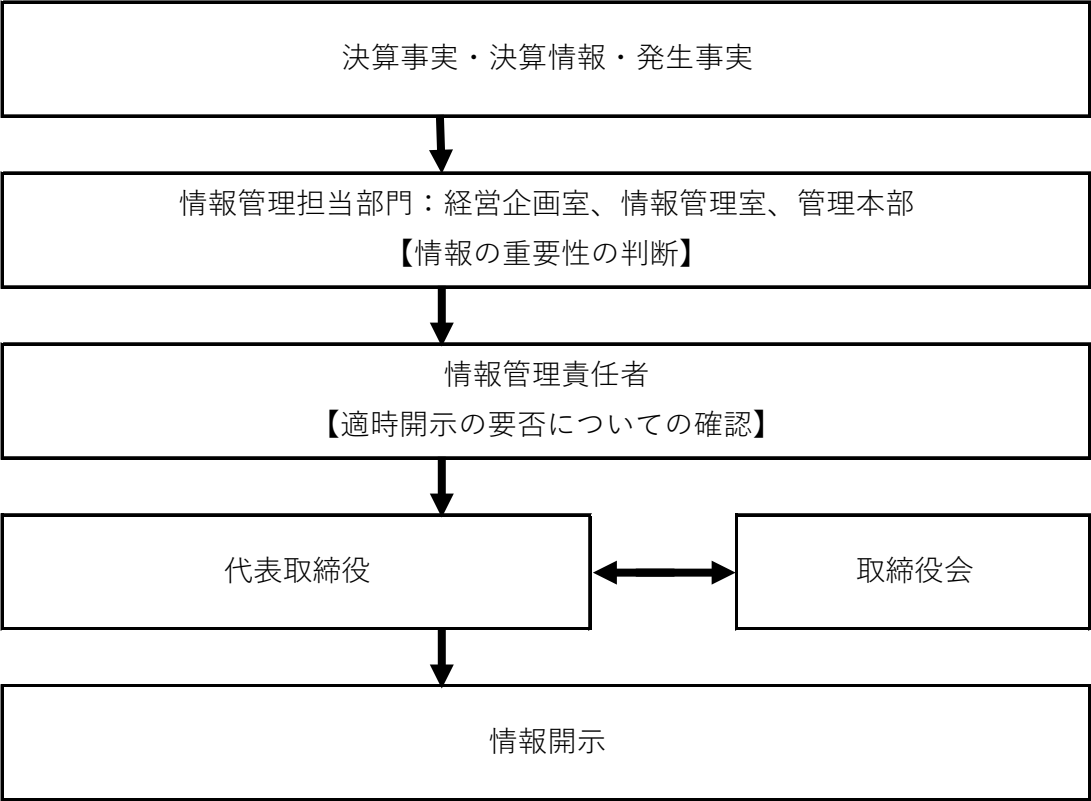 決算事実・決算情報・発生事実
情報管理担当部門：経営企画室、情報管理室、管理本部
【情報の重要性の判断】
情報管理責任者
【適時開示の要否についての確認】
代表取締役
取締役会
情報開示